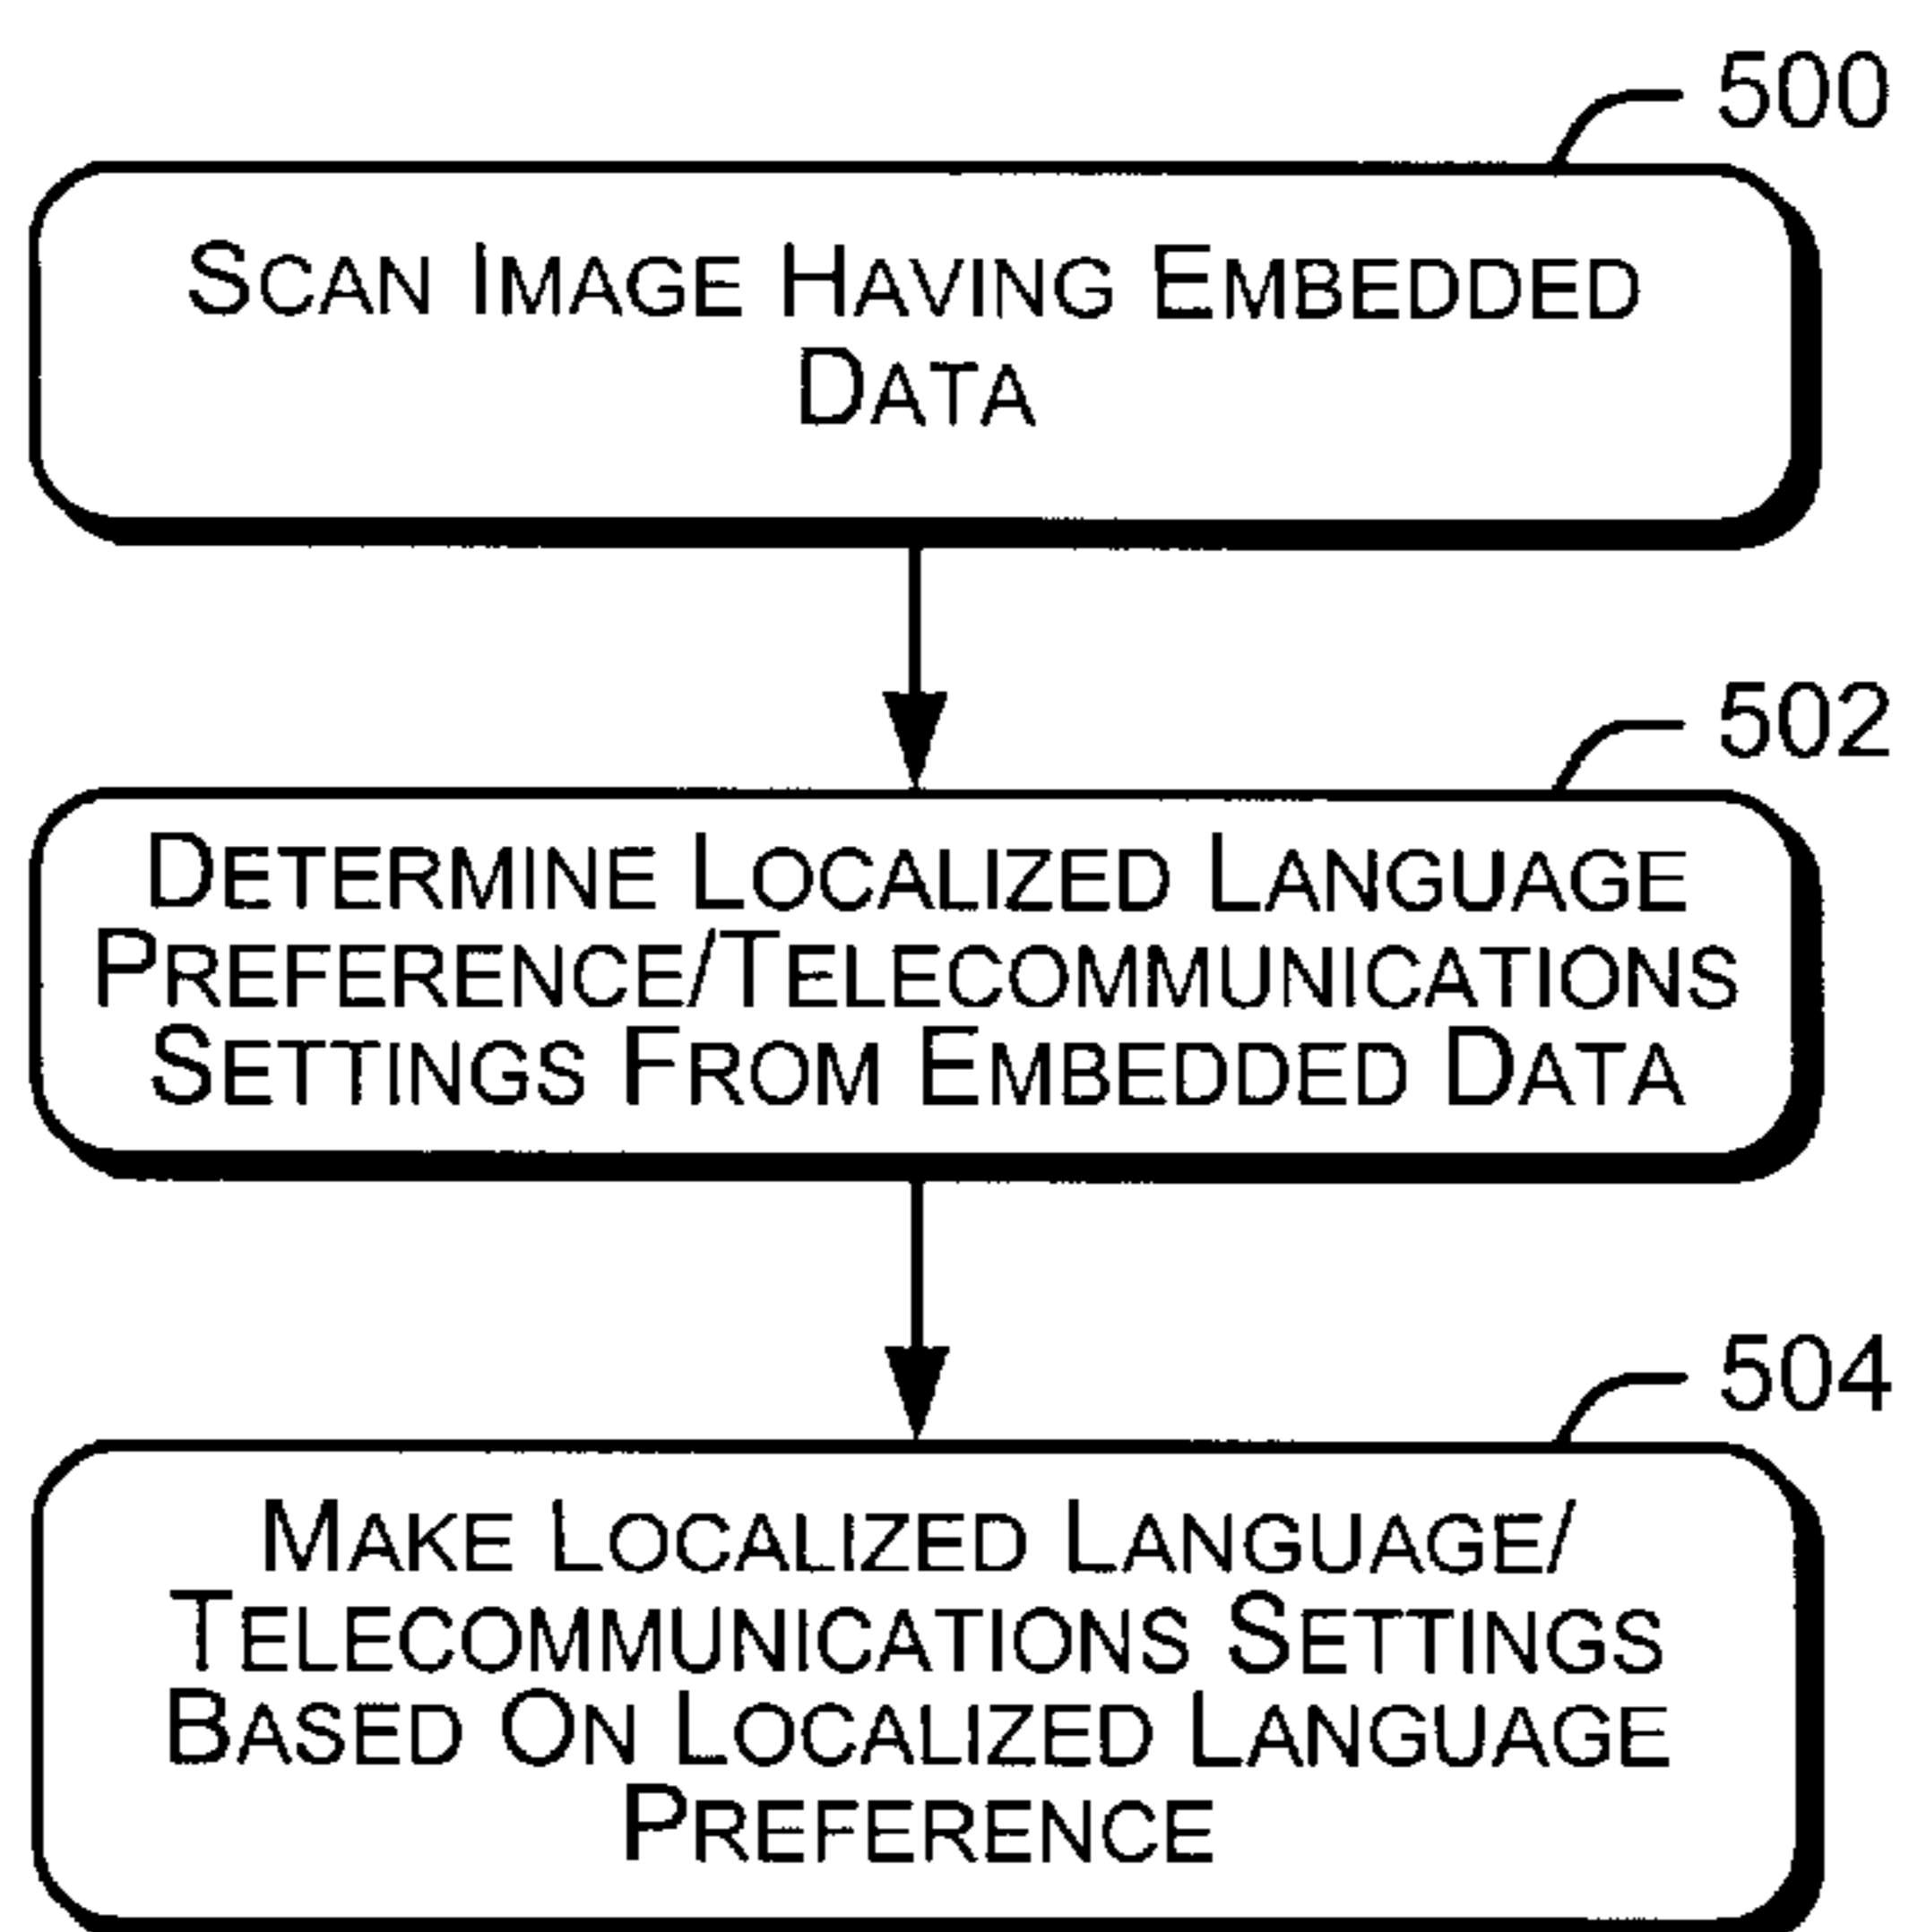 500
SCAN IMAGE HAVING EMBEDDED
DATA
502
DETERMINE LOCALIZED LANGUAGE
PREFERENCE/TELECOMMUNICATIONS
SETTINGS FROM EMBEDDED DATA
504
MAKE LOCALIZED LANGUAGE/
TELECOMMUNICATIONS SETTINGS
BASED ON LOCALIZED LANGUAGE
PREFERENCE